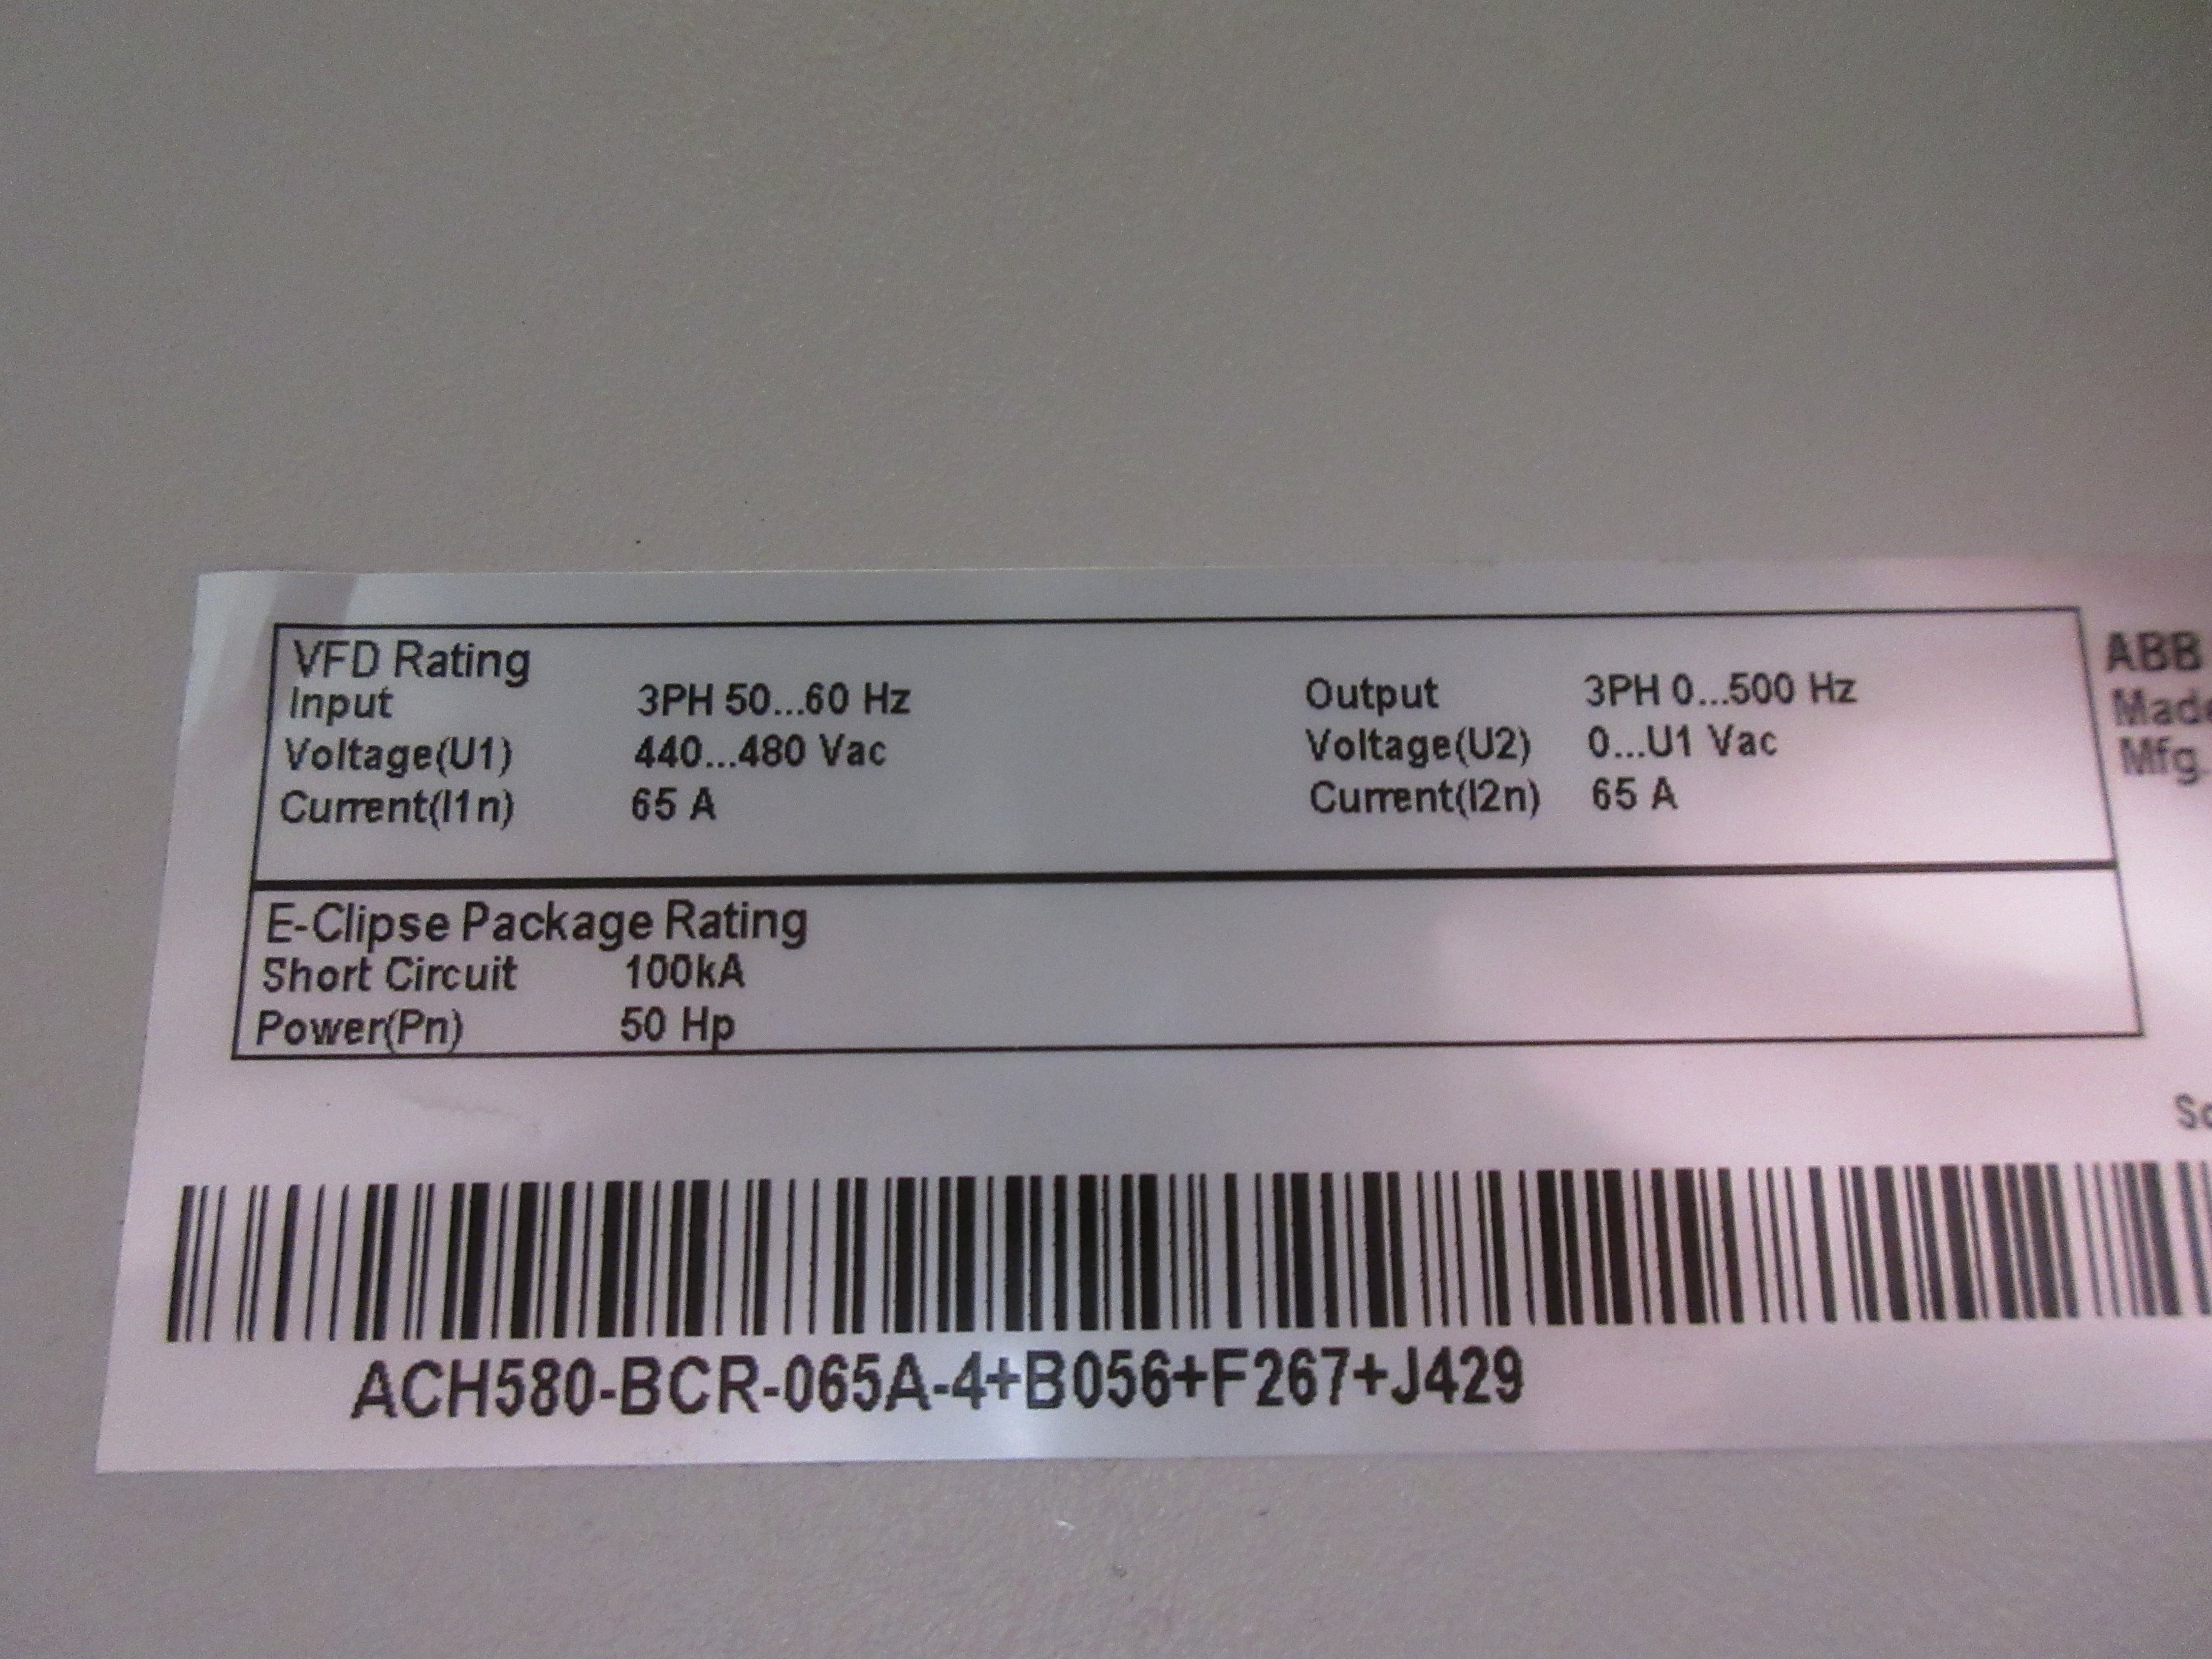 VFD Rating
Input 3PH 50...60 Hz Output 3PH 0...500 Hz
Voltage(U1) 440...480 Vac Voltage(U2) 0...U1 Vac
Current(I1n) 65 A Current(I2n) 65 A
E-Clipse Package Rating
Short Circuit 100kA
Power(Pn) 50 Hp
ABB
Made
Mfg.
ACH580-BCR-065A-4+B056+F267+J429